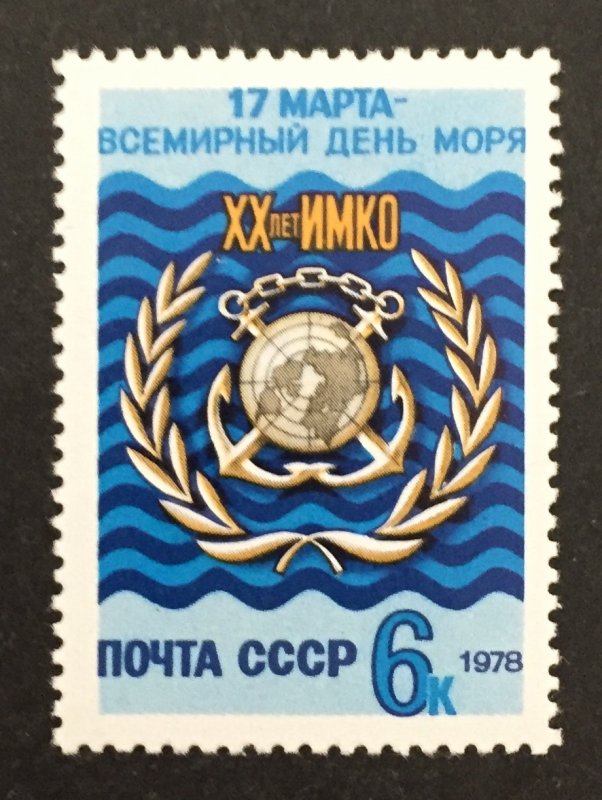 17 МАРТА-
ВСЕМИРНЫЙ ДЕНЬ МОРЯ
XX ЛЕТ ИМКО
ПОЧТА СССР 6К 1978